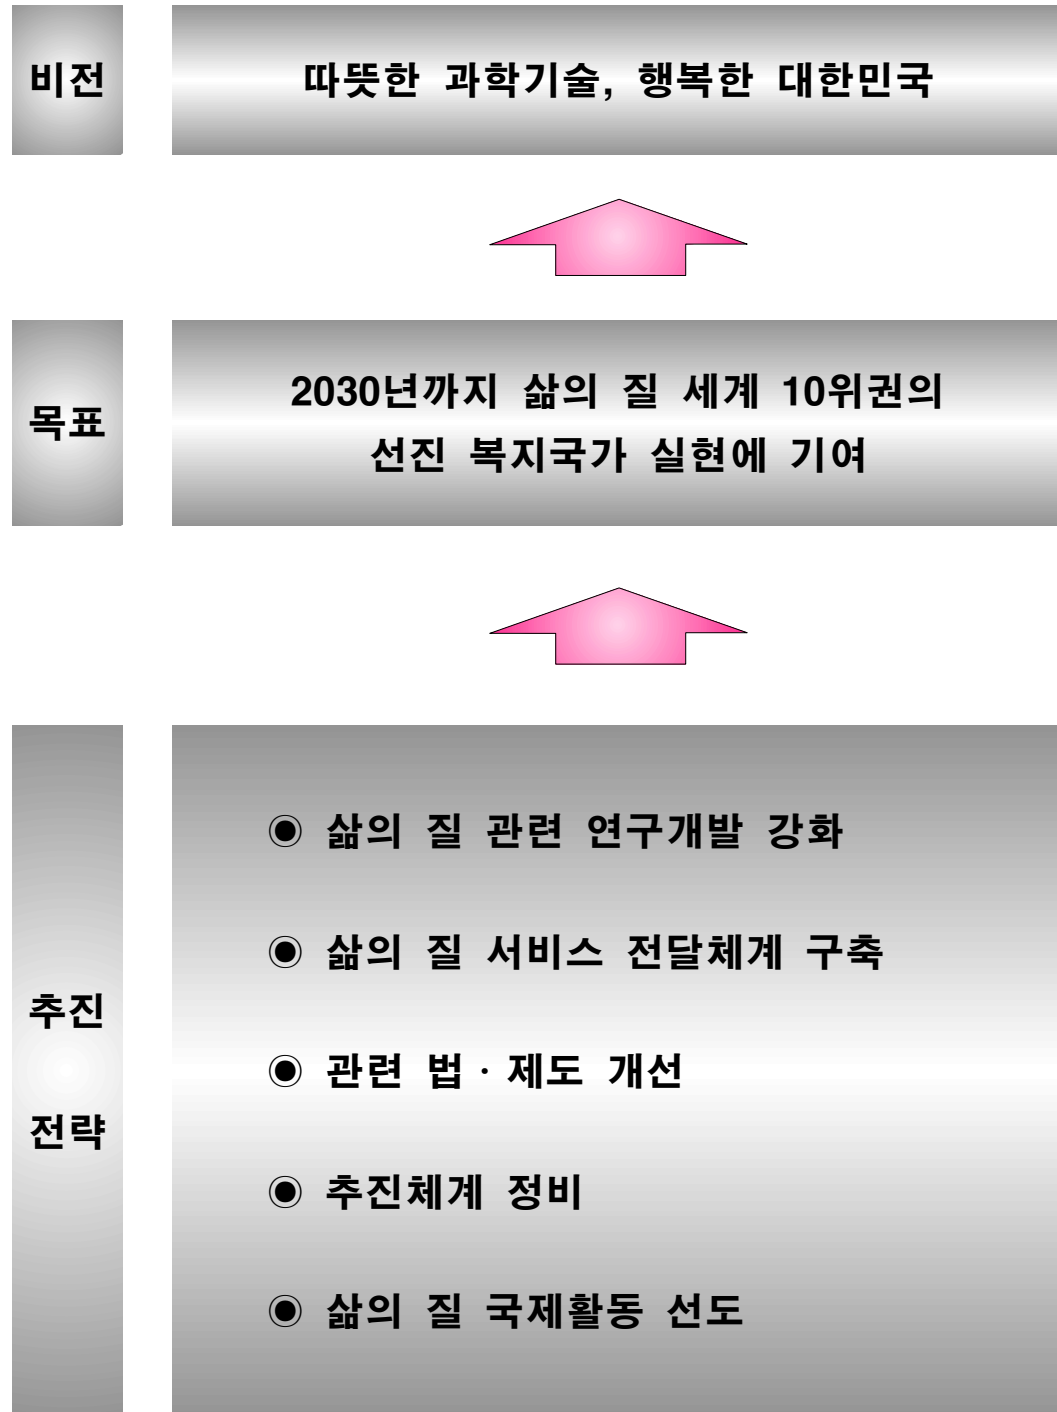 비전
따뜻한 과학기술, 행복한 대한민국
목표
2030년까지 삶의 질 세계 10위권의
선진 복지국가 실현에 기여
추진
전략
◉ 삶의 질 관련 연구개발 강화
◉ 삶의 질 서비스 전달체계 구축
◉ 관련 법 · 제도 개선
◉ 추진체계 정비
◉ 삶의 질 국제활동 선도